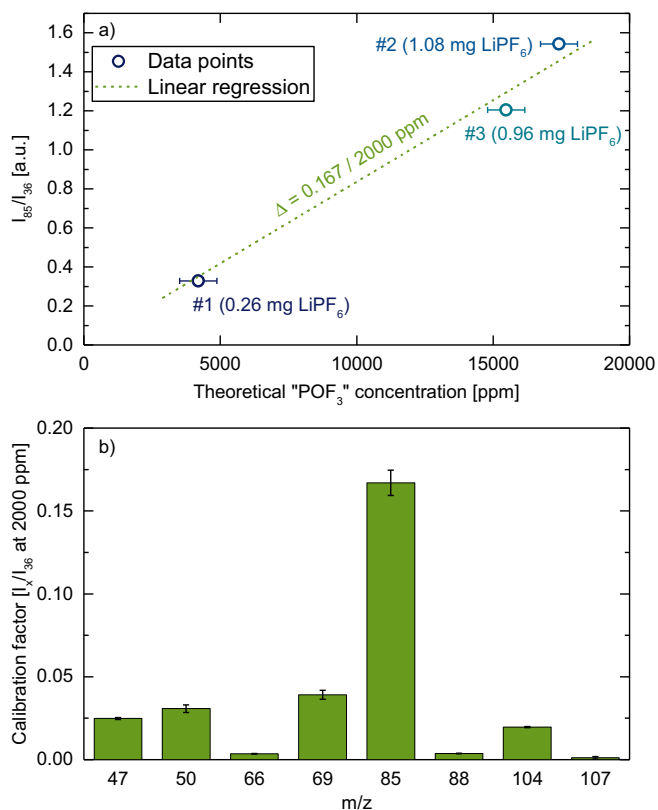 a)
Data points
Linear regression
#2 (1.08 mg LiPF₆)
#3 (0.96 mg LiPF₆)
Δ = 0.167 / 2000 ppm
#1 (0.26 mg LiPF₆)
I₈₅/I₃₆ [a.u.]
1.6
1.4
1.2
1.0
0.8
0.6
0.4
0.2
0.0
0 5000 10000 15000 20000
Theoretical "POF₃" concentration [ppm]
b)
Calibration factor [Iₓ/I₃₆ at 2000 ppm]
0.20
0.15
0.10
0.05
0.00
47 50 66 69 85 88 104 107
m/z